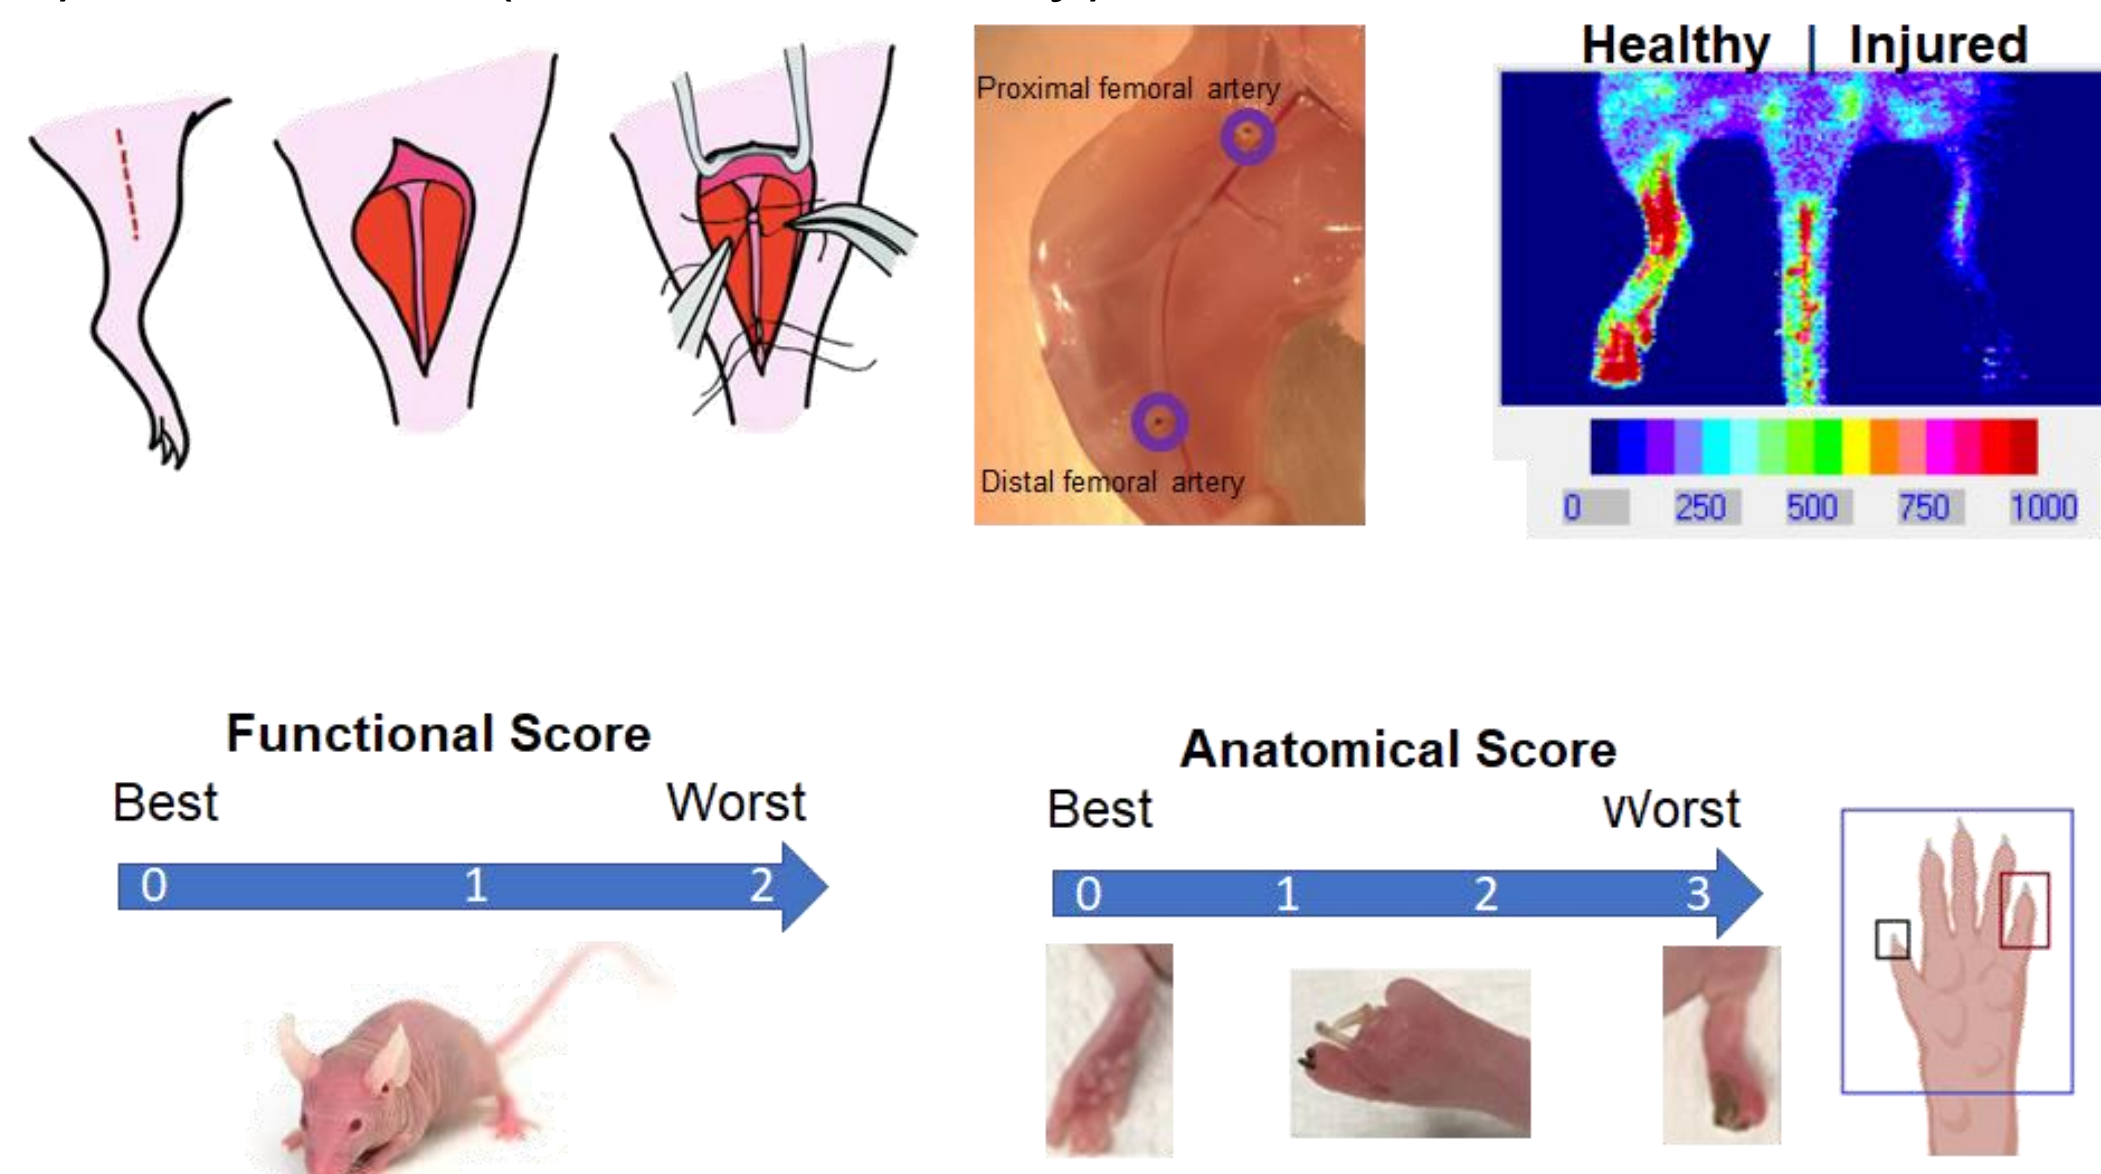 Healthy | Injured
Proximal femoral artery
Distal femoral artery
0 250 500 750 1000
Functional Score
Best Worst
0 1 2
Anatomical Score
Best Worst
0 1 2 3